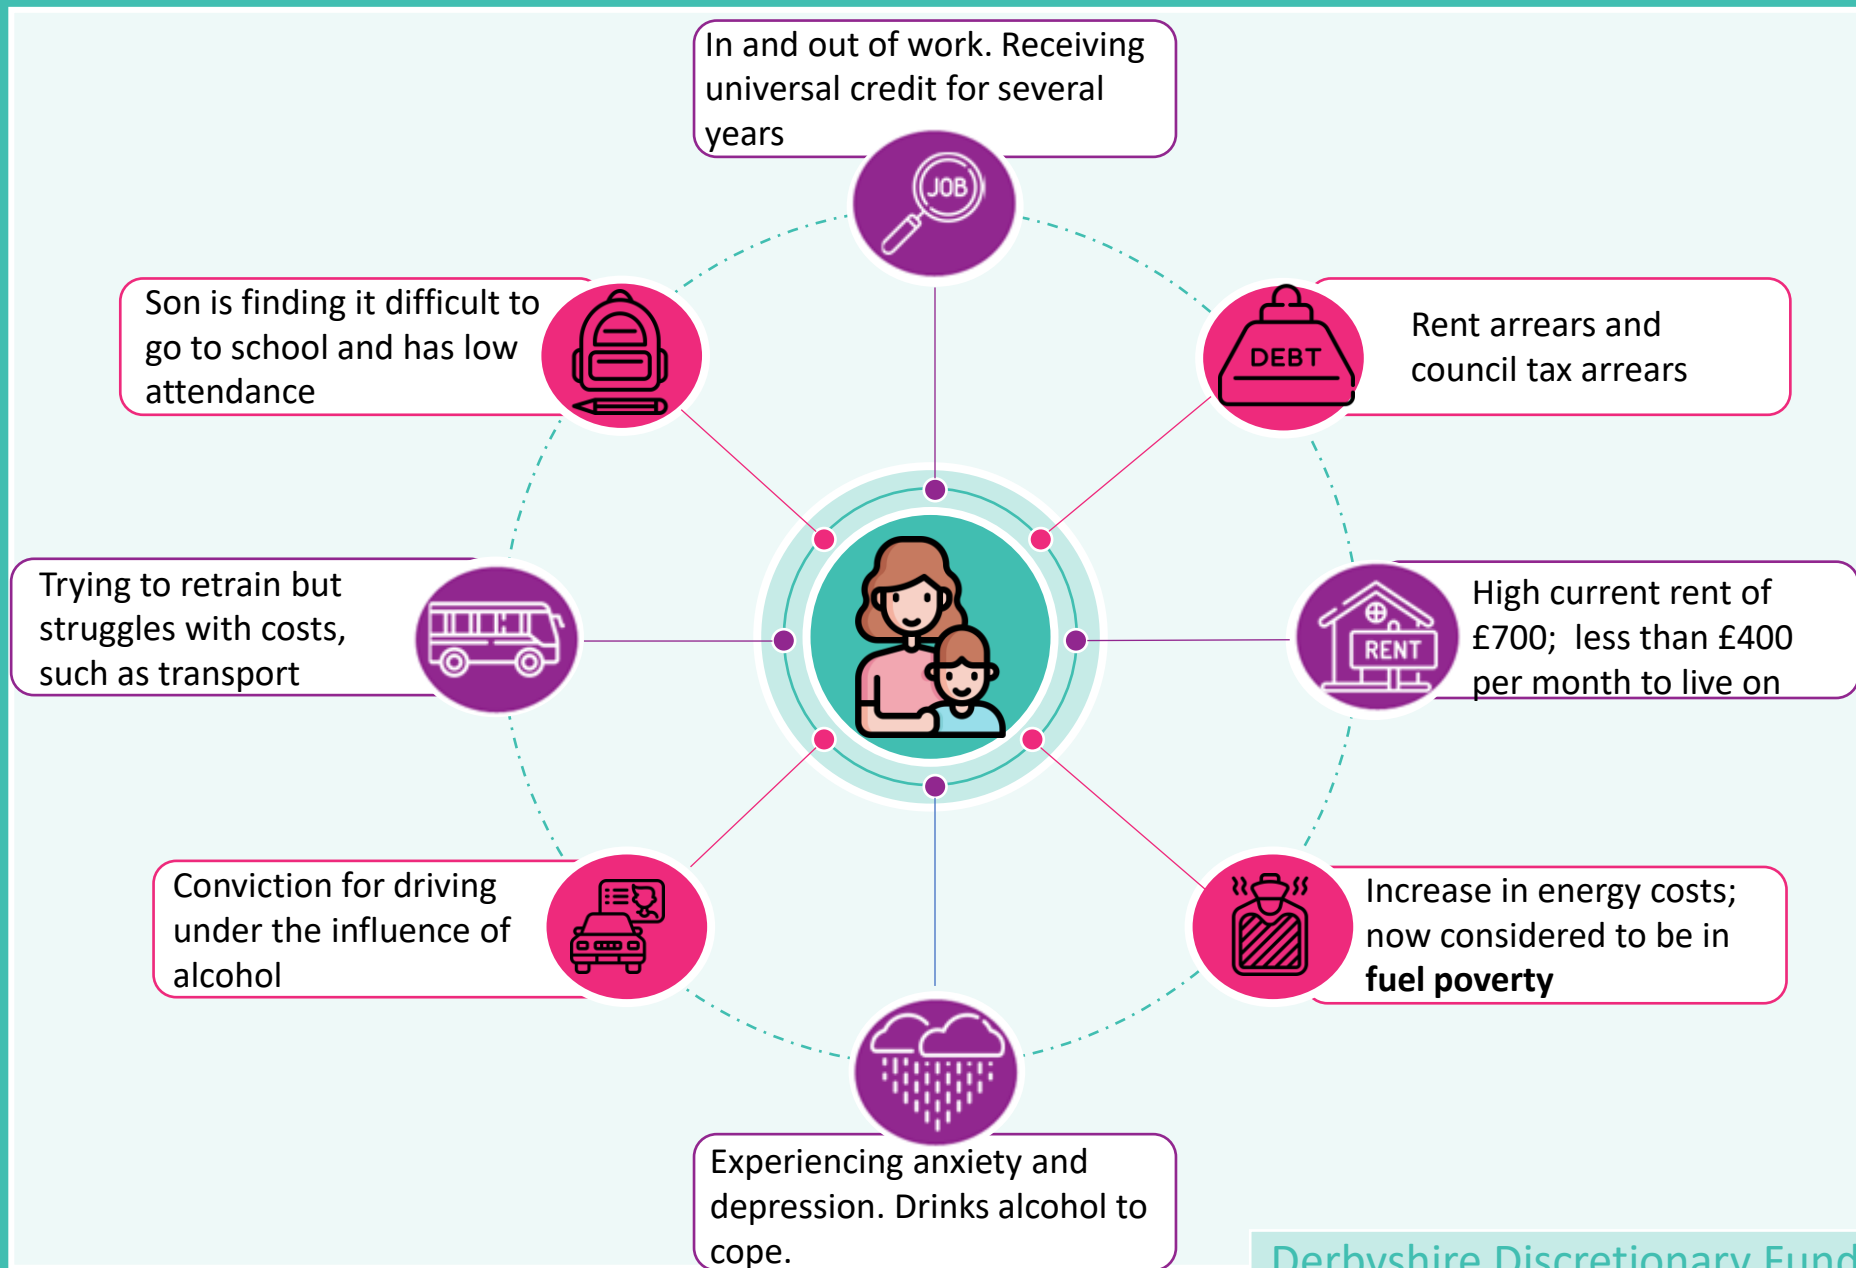 In and out of work. Receiving
universal credit for several
years
JOB
Son is finding it difficult to
go to school and has low
attendance
DEBT
Rent arrears and
council tax arrears
Trying to retrain but
struggles with costs,
such as transport
RENT
High current rent of
£700;  less than £400
per month to live on
Conviction for driving
under the influence of
alcohol
Increase in energy costs;
now considered to be in
fuel poverty
Experiencing anxiety and
depression. Drinks alcohol to
cope.
Derbyshire Discretionary Fund